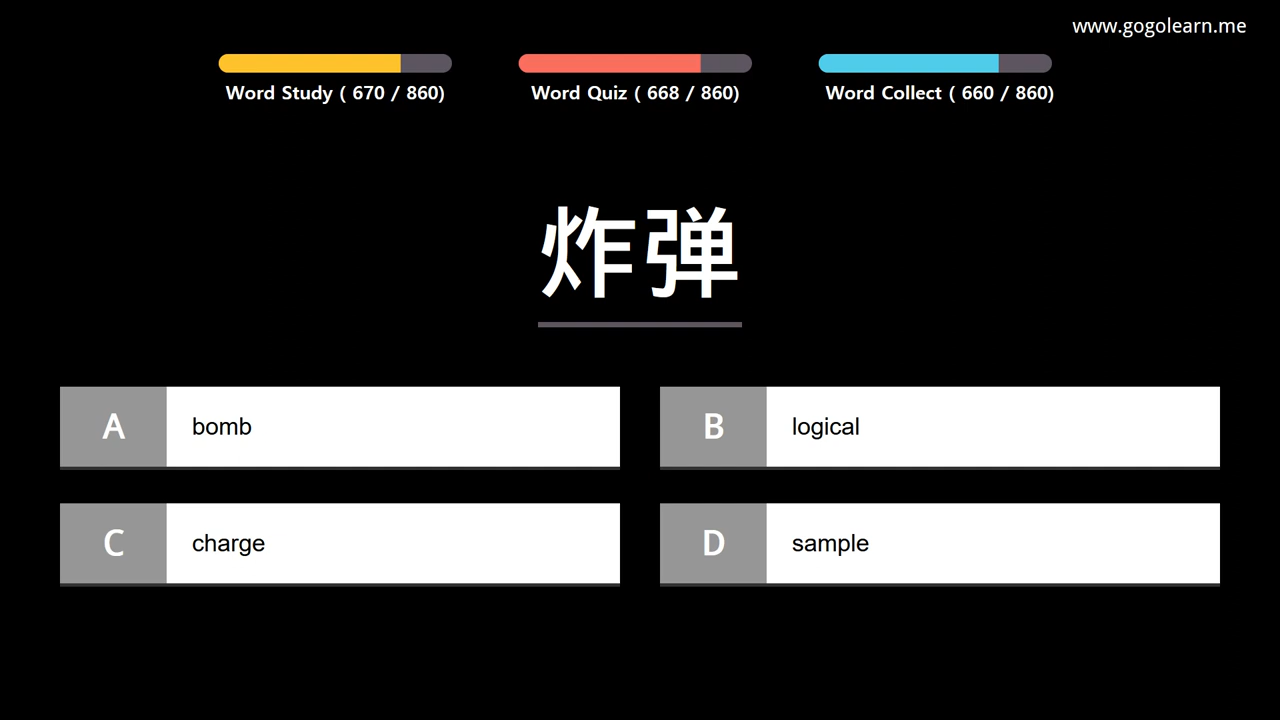 www.gogolearn.me
Word Study ( 670 / 860)
Word Quiz ( 668 / 860)
Word Collect ( 660 / 860)
炸弹
A bomb
B logical
C charge
D sample